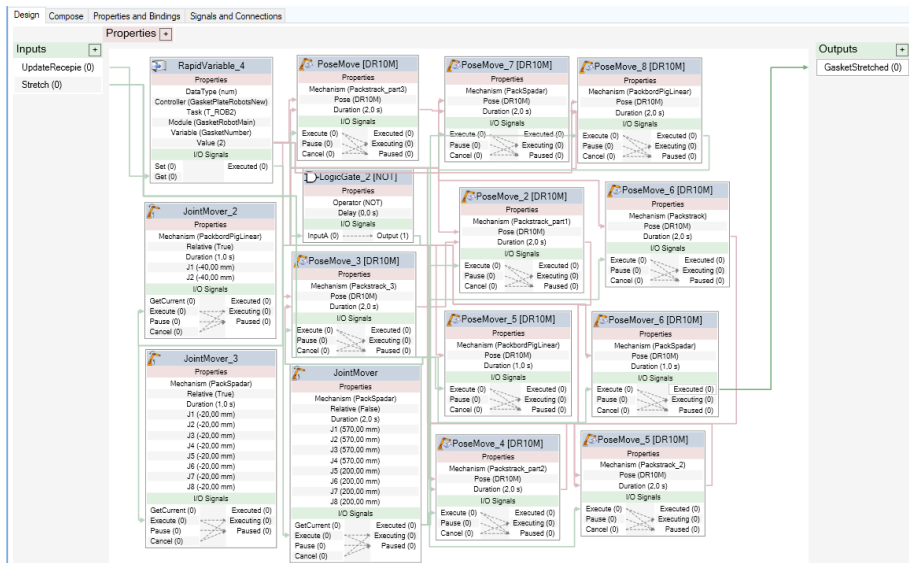 Design Compose Properties and Bindings Signals and Connections
Properties +
Inputs +
UpdateRecepie (0)
Stretch (0)
Outputs +
GasketStretched (0)
RapidVariable_4
Properties
DataType (num)
Controller (GasketPlateRobotsNew)
Task (T_ROB2)
Module (GasketRobotMain)
Variable (GasketNumber)
Value (2)
I/O Signals
Set (0) Executed (0)
Get (0)
PoseMove [DR10M]
Properties
Mechanism (Packstrack_part3)
Pose (DR10M)
Duration (2,0 s)
I/O Signals
Execute (0) Executed (0)
Pause (0) Executing (0)
Cancel (0) Paused (0)
PoseMove_7 [DR10M]
Properties
Mechanism (PackSpadar)
Pose (DR10M)
Duration (2,0 s)
I/O Signals
Execute (0) Executed (0)
Pause (0) Executing (0)
Cancel (0) Paused (0)
PoseMove_8 [DR10M]
Properties
Mechanism (PackbordPigLinear)
Pose (DR10M)
Duration (2,0 s)
I/O Signals
Execute (0) Executed (0)
Pause (0) Executing (0)
Cancel (0) Paused (0)
LogicGate_2 [NOT]
Properties
Operator (NOT)
Delay (0,0 s)
I/O Signals
InputA (0) Output (1)
PoseMove_2 [DR10M]
Properties
Mechanism (Packstrack_part1)
Pose (DR10M)
Duration (2,0 s)
I/O Signals
Execute (0) Executed (0)
Pause (0) Executing (0)
Cancel (0) Paused (0)
PoseMove_6 [DR10M]
Properties
Mechanism (Packstrack)
Pose (DR10M)
Duration (2,0 s)
I/O Signals
Execute (0) Executed (0)
Pause (0) Executing (0)
Cancel (0) Paused (0)
JointMover_2
Properties
Mechanism (PackbordPigLinear)
Relative (True)
Duration (1,0 s)
J1 (-40,00 mm)
J2 (-40,00 mm)
I/O Signals
GetCurrent (0) Executed (0)
Execute (0) Executing (0)
Pause (0) Paused (0)
Cancel (0)
PoseMove_3 [DR10M]
Properties
Mechanism (Packstrack_3)
Pose (DR10M)
Duration (2,0 s)
I/O Signals
Execute (0) Executed (0)
Pause (0) Executing (0)
Cancel (0) Paused (0)
PoseMover_5 [DR10M]
Properties
Mechanism (PackbordPigLinear)
Pose (DR10M)
Duration (1,0 s)
I/O Signals
Execute (0) Executed (0)
Pause (0) Executing (0)
Cancel (0) Paused (0)
PoseMover_6 [DR10M]
Properties
Mechanism (PackSpadar)
Pose (DR10M)
Duration (1,0 s)
I/O Signals
Execute (0) Executed (0)
Pause (0) Executing (0)
Cancel (0) Paused (0)
JointMover_3
Properties
Mechanism (PackSpadar)
Relative (True)
Duration (1,0 s)
J1 (-20,00 mm)
J2 (-20,00 mm)
J3 (-20,00 mm)
J4 (-20,00 mm)
J5 (-20,00 mm)
J6 (-20,00 mm)
J7 (-20,00 mm)
J8 (-20,00 mm)
I/O Signals
GetCurrent (0) Executed (0)
Execute (0) Executing (0)
Pause (0) Paused (0)
Cancel (0)
JointMover
Properties
Mechanism (PackSpadar)
Relative (False)
Duration (2,0 s)
J1 (570,00 mm)
J2 (570,00 mm)
J3 (570,00 mm)
J4 (570,00 mm)
J5 (200,00 mm)
J6 (200,00 mm)
J7 (200,00 mm)
J8 (200,00 mm)
I/O Signals
GetCurrent (0) Executed (0)
Execute (0) Executing (0)
Pause (0) Paused (0)
Cancel (0)
PoseMove_4 [DR10M]
Properties
Mechanism (Packstrack_part2)
Pose (DR10M)
Duration (2,0 s)
I/O Signals
Execute (0) Executed (0)
Pause (0) Executing (0)
Cancel (0) Paused (0)
PoseMove_5 [DR10M]
Properties
Mechanism (Packstrack_2)
Pose (DR10M)
Duration (2,0 s)
I/O Signals
Execute (0) Executed (0)
Pause (0) Executing (0)
Cancel (0) Paused (0)